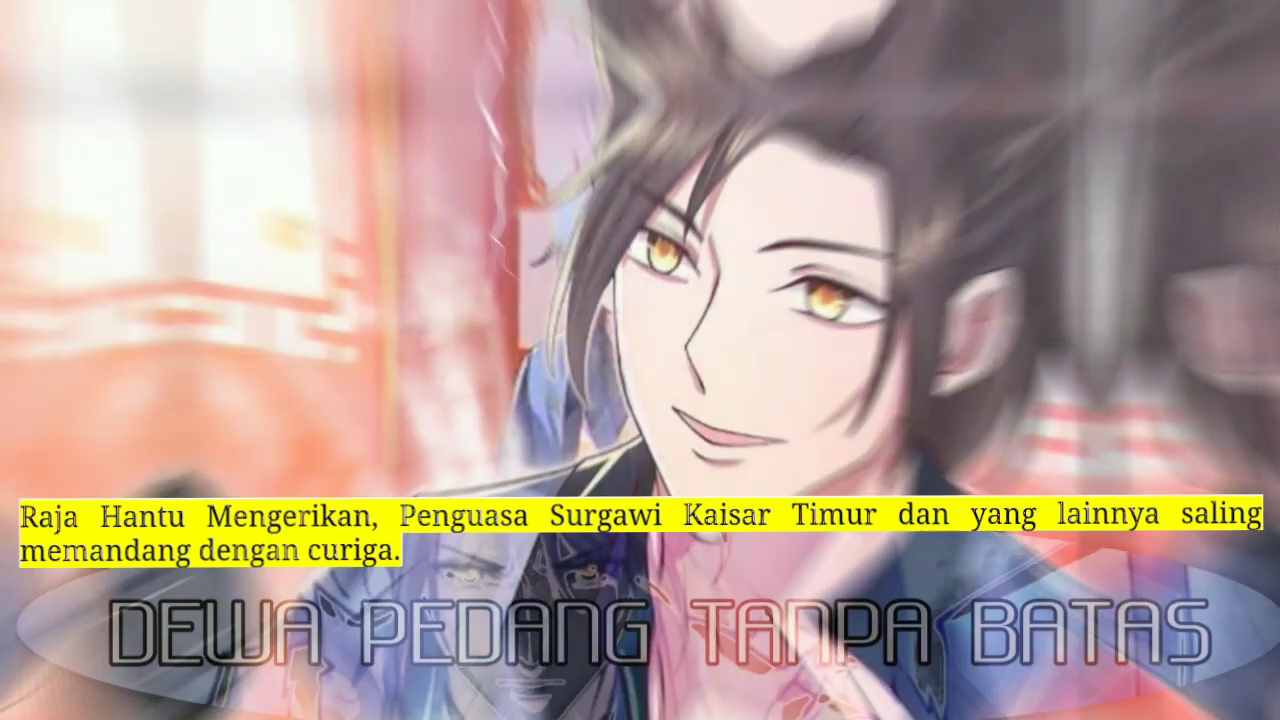 Raja Hantu Mengerikan, Penguasa Surgawi Kaisar Timur dan yang lainnya saling
memandang dengan curiga.
DEWA PEDANG TANPA BATAS